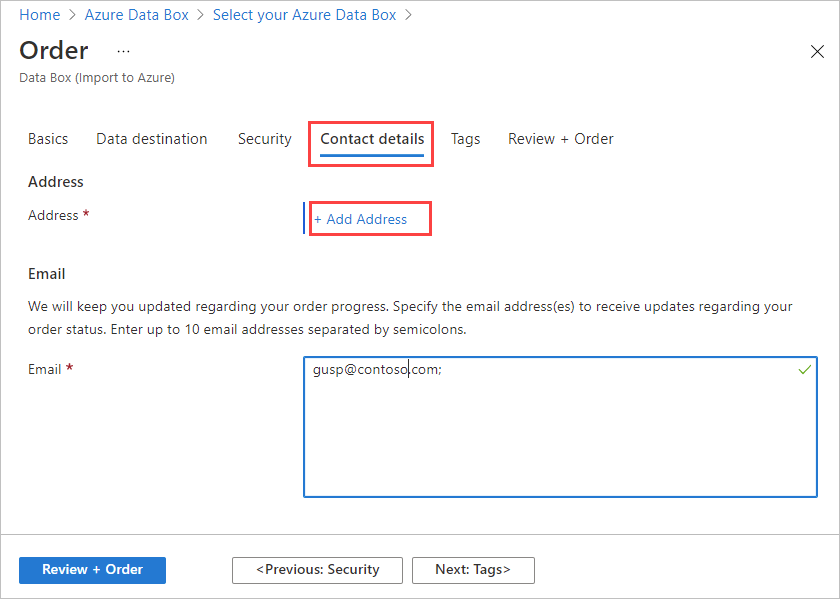 Home > Azure Data Box > Select your Azure Data Box >
Order ...
Data Box (Import to Azure)
Basics Data destination Security Contact details Tags Review + Order
Address
Address * + Add Address
Email
We will keep you updated regarding your order progress. Specify the email address(es) to receive updates regarding your
order status. Enter up to 10 email addresses separated by semicolons.
Email * gusp@contoso.com;
Review + Order <Previous: Security Next: Tags>